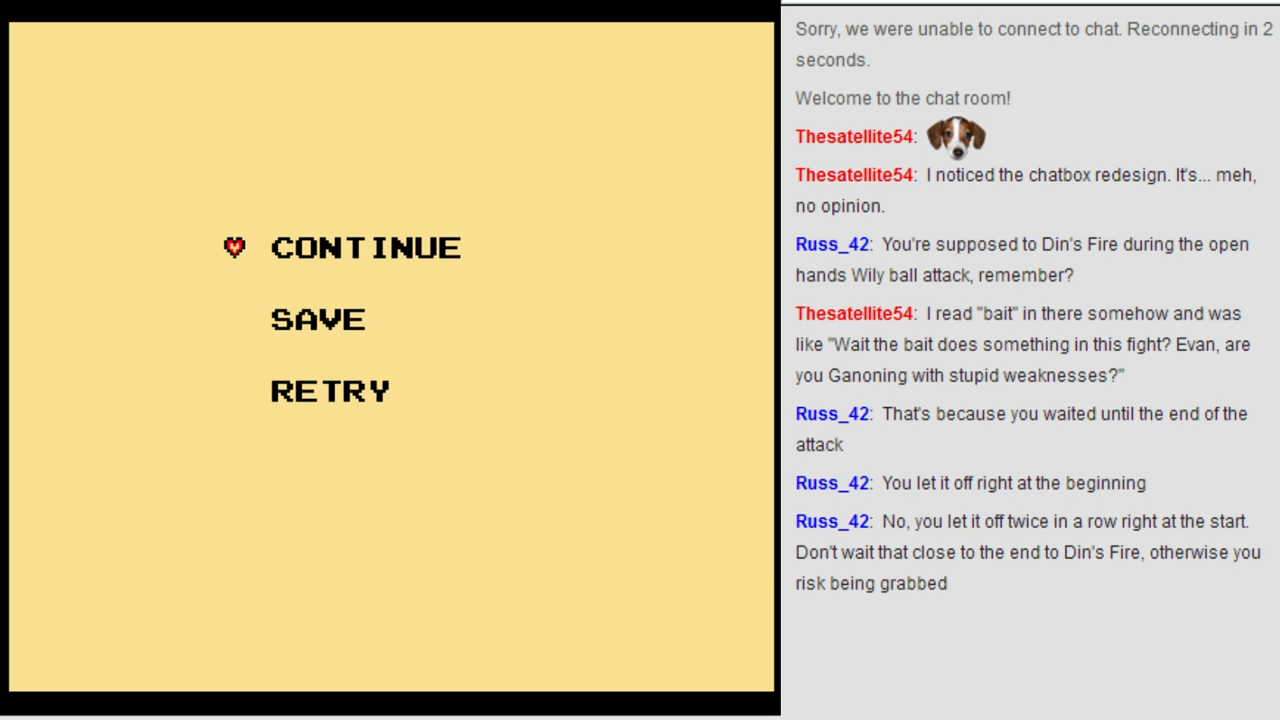 CONTINUE
SAVE
RETRY
Sorry, we were unable to connect to chat. Reconnecting in 2
seconds.
Welcome to the chat room!
Thesatellite54:
Thesatellite54: I noticed the chatbox redesign. It's... meh,
no opinion.
Russ_42: You're supposed to Din's Fire during the open
hands Wily ball attack, remember?
Thesatellite54: I read "bait" in there somehow and was
like "Wait the bait does something in this fight? Evan, are
you Ganoning with stupid weaknesses?"
Russ_42: That's because you waited until the end of the
attack
Russ_42: You let it off right at the beginning
Russ_42: No, you let it off twice in a row right at the start.
Don't wait that close to the end to Din's Fire, otherwise you
risk being grabbed